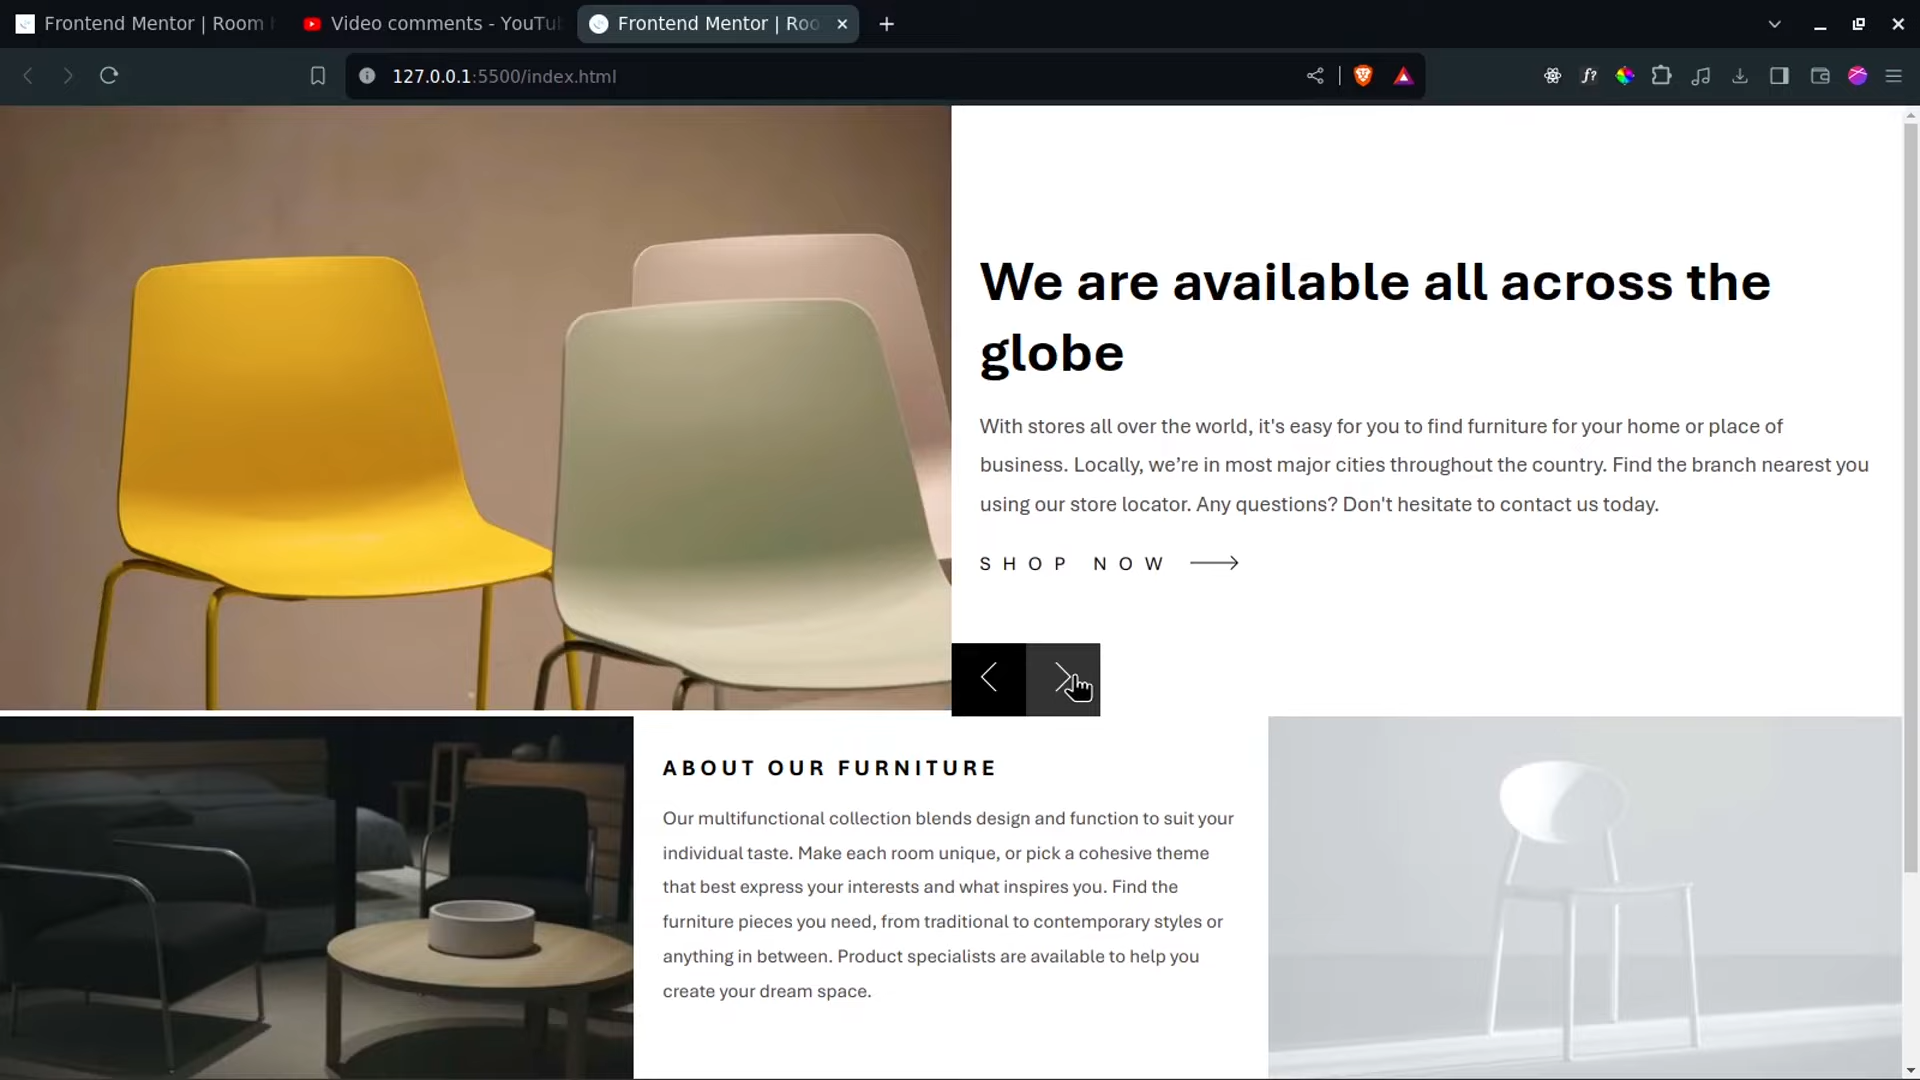 Frontend Mentor | Room
Video comments - YouTu
Frontend Mentor | Roo
127.0.0.1:5500/index.html
f?
We are available all across the
globe
With stores all over the world, it's easy for you to find furniture for your home or place of
business. Locally, we’re in most major cities throughout the country. Find the branch nearest you
using our store locator. Any questions? Don't hesitate to contact us today.
SHOP NOW
ABOUT OUR FURNITURE
Our multifunctional collection blends design and function to suit your
individual taste. Make each room unique, or pick a cohesive theme
that best express your interests and what inspires you. Find the
furniture pieces you need, from traditional to contemporary styles or
anything in between. Product specialists are available to help you
create your dream space.